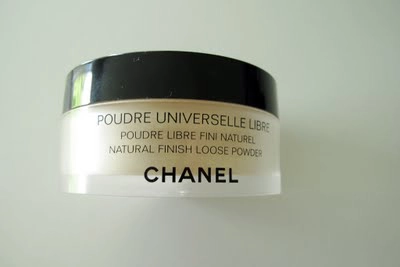 POUDRE UNIVERSELLE LIBRE
POUDRE LIBRE FINI NATUREL
NATURAL FINISH LOOSE POWDER
CHANEL